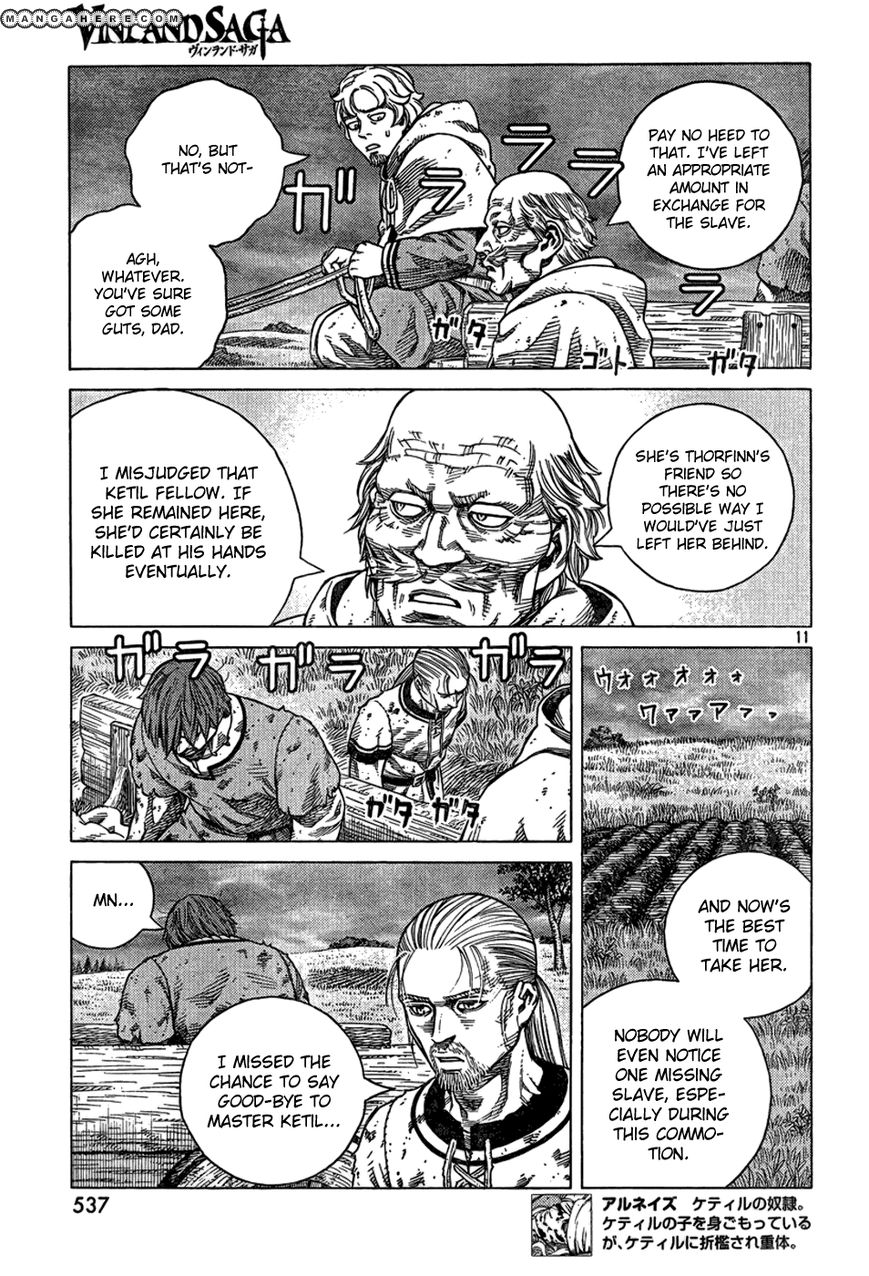 MANGAHERE.COM
VINLAND SAGA
ヴィンランド・サガ
PAY NO HEED TO
THAT. I'VE LEFT
AN APPROPRIATE
AMOUNT IN
EXCHANGE FOR
THE SLAVE.
NO, BUT
THAT'S NOT-
AGH,
WHATEVER.
YOU'VE SURE
GOT SOME
GUTS, DAD.
ガラララ
ガタ
ゴト
ガタ
SHE'S THORFINN'S
FRIEND SO
THERE'S NO
POSSIBLE WAY I
WOULD'VE JUST
LEFT HER BEHIND.
I MISJUDGED THAT
KETIL FELLOW. IF
SHE REMAINED HERE,
SHE'D CERTAINLY BE
KILLED AT HIS HANDS
EVENTUALLY.
11
ウオォォォォ
ワァァアァッ
AND NOW'S
THE BEST
TIME TO
TAKE HER.
NOBODY WILL
EVEN NOTICE
ONE MISSING
SLAVE, ESPE-
CIALLY DURING
THIS COMMO-
TION.
ガラガラ
ガタガタ
MN...
I MISSED THE
CHANCE TO SAY
GOOD-BYE TO
MASTER KETIL...
537
アルネイズ ケティルの奴隷。
ケティルの子を身ごもっている
が、ケティルに折檻され重体。